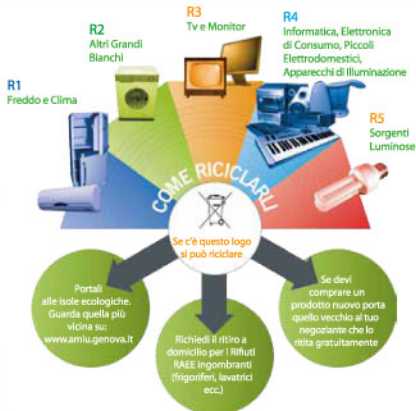 R1
Freddo e Clima
R2
Altri Grandi
Bianchi
R3
Tv e Monitor
R4
Informatica, Elettronica
di Consumo, Piccoli
Elettrodomestici,
Apparecchi di Illuminazione
R5
Sorgenti
Luminose
COME RICICLARLI
Se c'è questo logo
si può riciclare
Portali
alle isole ecologiche.
Guarda quella più
vicina su:
www.amiu.genova.it
Richiedi il ritiro a
domicilio per i Rifiuti
RAEE ingombranti
(frigoriferi, lavatrici
ecc.)
Se devi
comprare un
prodotto nuovo porta
quello vecchio al tuo
negoziante che lo
ritita gratuitamente